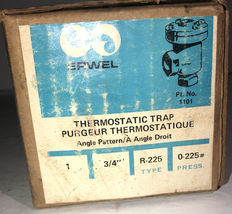 ERWEL
Pt. No.
1101
THERMOSTATIC TRAP
PURGEUR THERMOSTATIQUE
Angle Pattern/À Angle Droit
1 3/4" R-225 0-225#
TYPE PRESS.